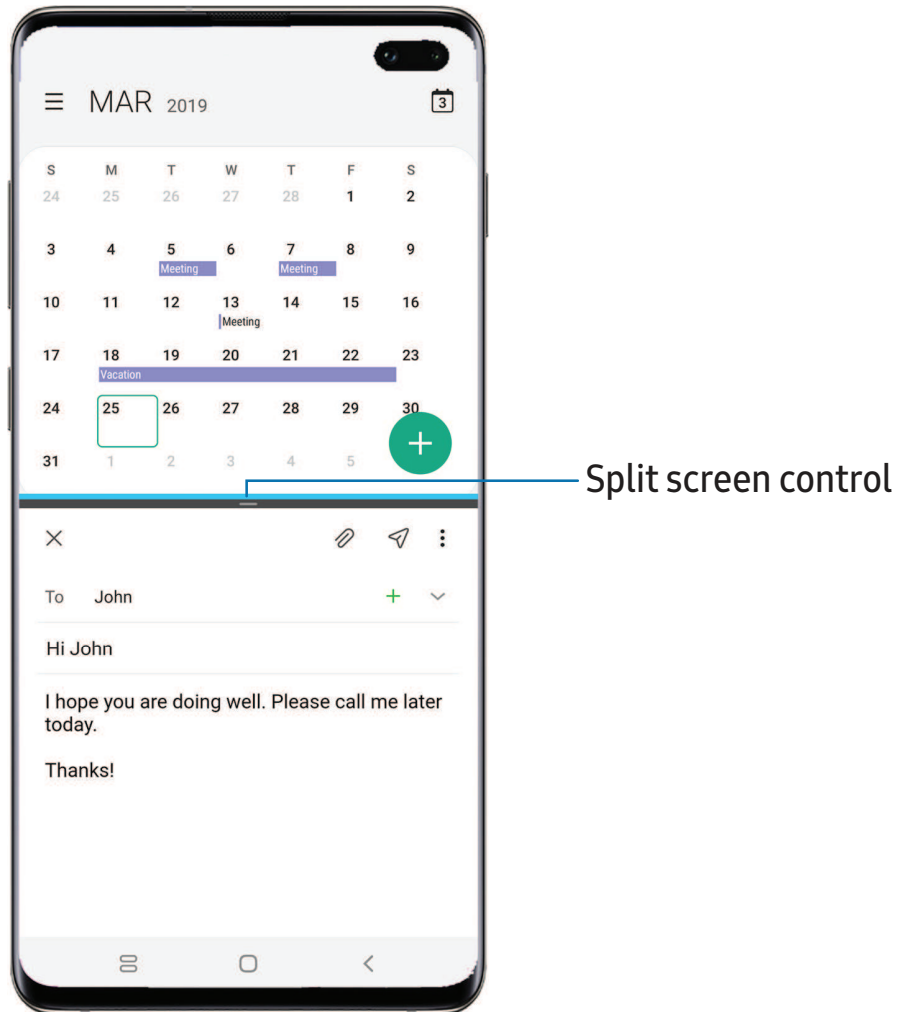 MAR 2019 3
S M T W T F S
24 25 26 27 28 1 2
3 4 5 6 7 8 9
Meeting Meeting
10 11 12 13 14 15 16
Meeting
17 18 19 20 21 22 23
Vacation
24 25 26 27 28 29 30
31 1 2 3 4 5
Split screen control
To John
Hi John
I hope you are doing well. Please call me later
today.
Thanks!